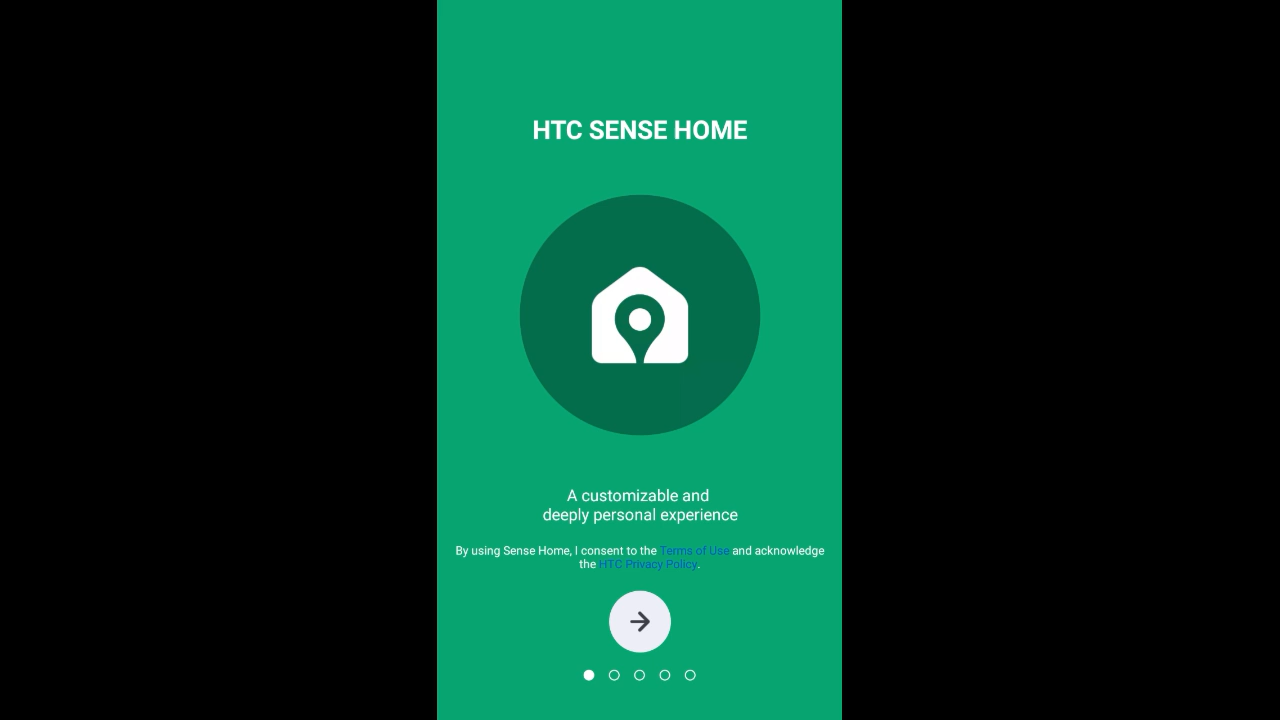 HTC SENSE HOME
A customizable and
deeply personal experience
By using Sense Home, I consent to the Terms of Use and acknowledge
the HTC Privacy Policy.